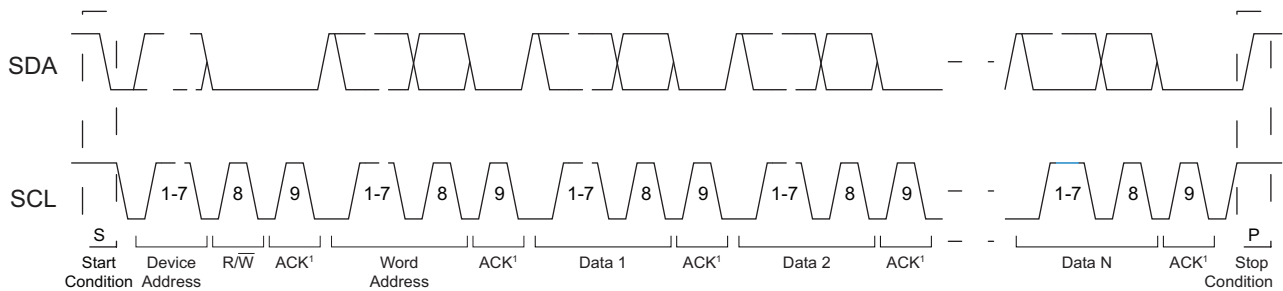 SDA
SCL
1-7 8 9 1-7 8 9 1-7 8 9 1-7 8 9 1-7 8 9
S P
Start Device R/W̅ ACK¹ Word ACK¹ Data 1 ACK¹ Data 2 ACK¹ Data N ACK¹ Stop
Condition Address Address Condition